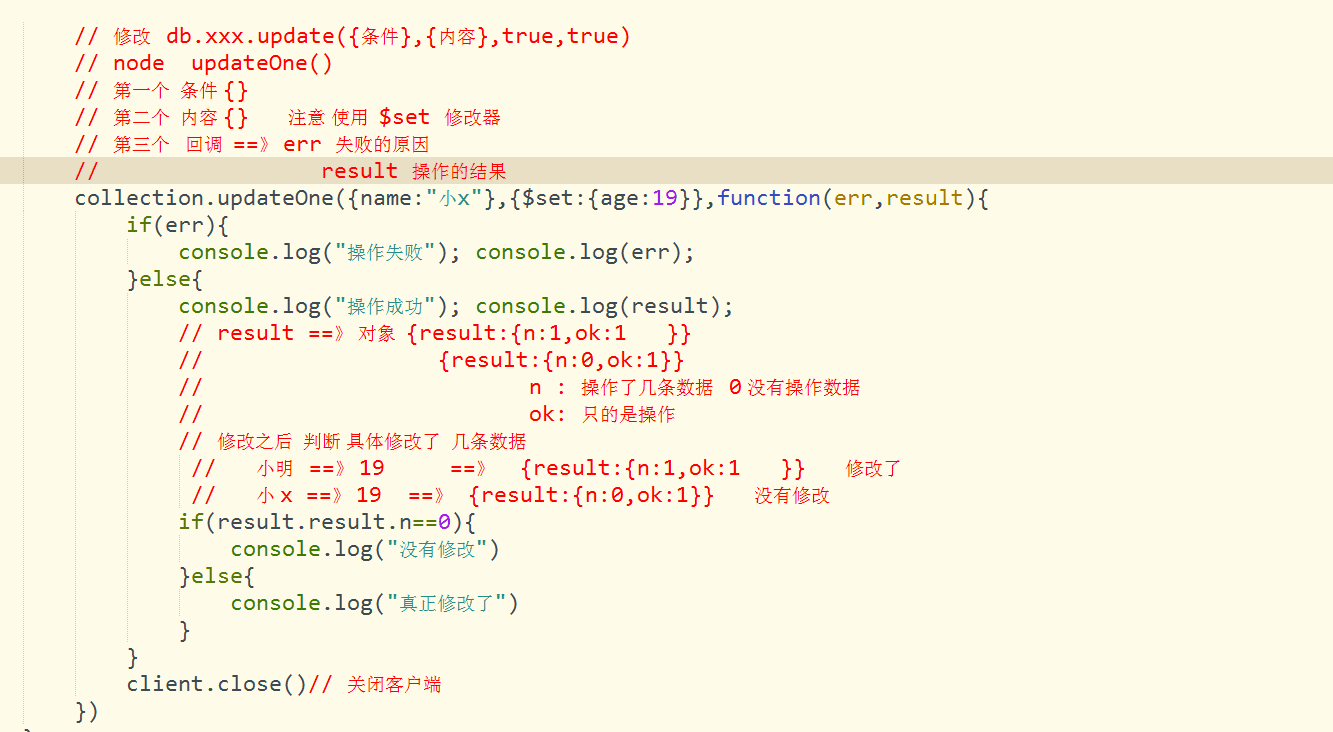 // 修改 db.xxx.update({条件},{内容},true,true)
// node  updateOne()
// 第一个 条件 {}
// 第二个 内容 {}   注意 使用 $set 修改器
// 第三个 回调 ==》 err 失败的原因
//                 result 操作的结果
collection.updateOne({name:"小x"},{$set:{age:19}},function(err,result){
    if(err){
        console.log("操作失败"); console.log(err);
    }else{
        console.log("操作成功"); console.log(result);
        // result ==》 对象 {result:{n:1,ok:1   }}
        //                  {result:{n:0,ok:1}}
        //                         n : 操作了几条数据 0 没有操作数据
        //                         ok: 只的是操作
        // 修改之后 判断 具体修改了 几条数据
         //   小明 ==》 19     ==》  {result:{n:1,ok:1   }}   修改了
         //   小 x ==》 19  ==》 {result:{n:0,ok:1}}   没有修改
        if(result.result.n==0){
            console.log("没有修改")
        }else{
            console.log("真正修改了")
        }
    }
    client.close()// 关闭客户端
})